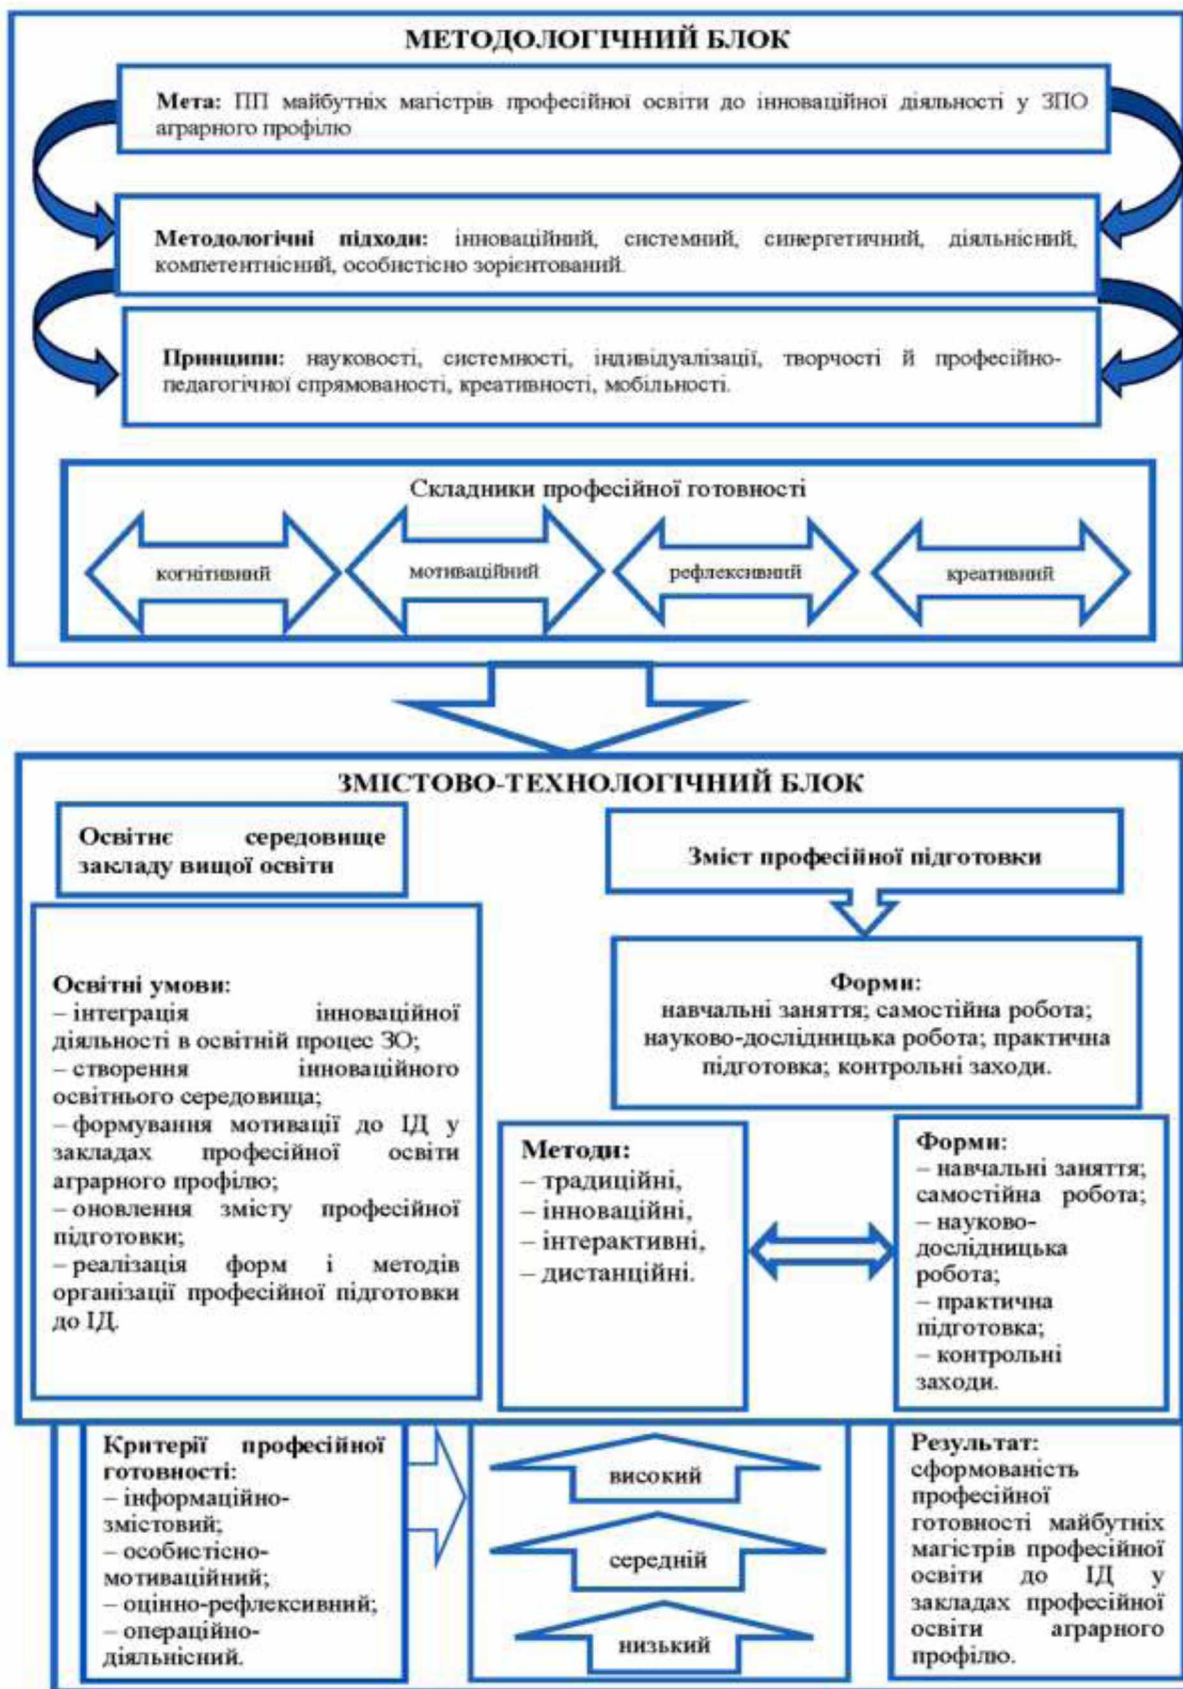 МЕТОДОЛОГІЧНИЙ БЛОК
Мета: ПП майбутніх магістрів професійної освіти до інноваційної діяльності у ЗПО
аграрного профілю
Методологічні підходи: інноваційний, системний, синергетичний, діяльнісний,
компетентнісний, особистісно зорієнтований.
Принципи: науковості, системності, індивідуалізації, творчості й професійно-
педагогічної спрямованості, креативності, мобільності.
Складники професійної готовності
когнітивний
мотиваційний
рефлексивний
креативний
ЗМІСТОВО-ТЕХНОЛОГІЧНИЙ БЛОК
Освітнє середовище
закладу вищої освіти
Освітні умови:
– інтеграція інноваційної
діяльності в освітній процес ЗО;
– створення інноваційного
освітнього середовища;
– формування мотивації до ІД у
закладах професійної освіти
аграрного профілю;
– оновлення змісту професійної
підготовки;
– реалізація форм і методів
організації професійної підготовки
до ІД.
Зміст професійної підготовки
Форми:
навчальні заняття; самостійна робота;
науково-дослідницька робота; практична
підготовка; контрольні заходи.
Методи:
– традиційні,
– інноваційні,
– інтерактивні,
– дистанційні.
Форми:
– навчальні заняття;
самостійна робота;
– науково-
дослідницька
робота;
– практична
підготовка;
– контрольні
заходи.
Критерії професійної
готовності:
– інформаційно-
змістовий;
– особистісно-
мотиваційний;
– оцінно-рефлексивний;
– операційно-
діяльнісний.
високий
середній
низький
Результат:
сформованість
професійної
готовності майбутніх
магістрів професійної
освіти до ІД у
закладах професійної
освіти аграрного
профілю.